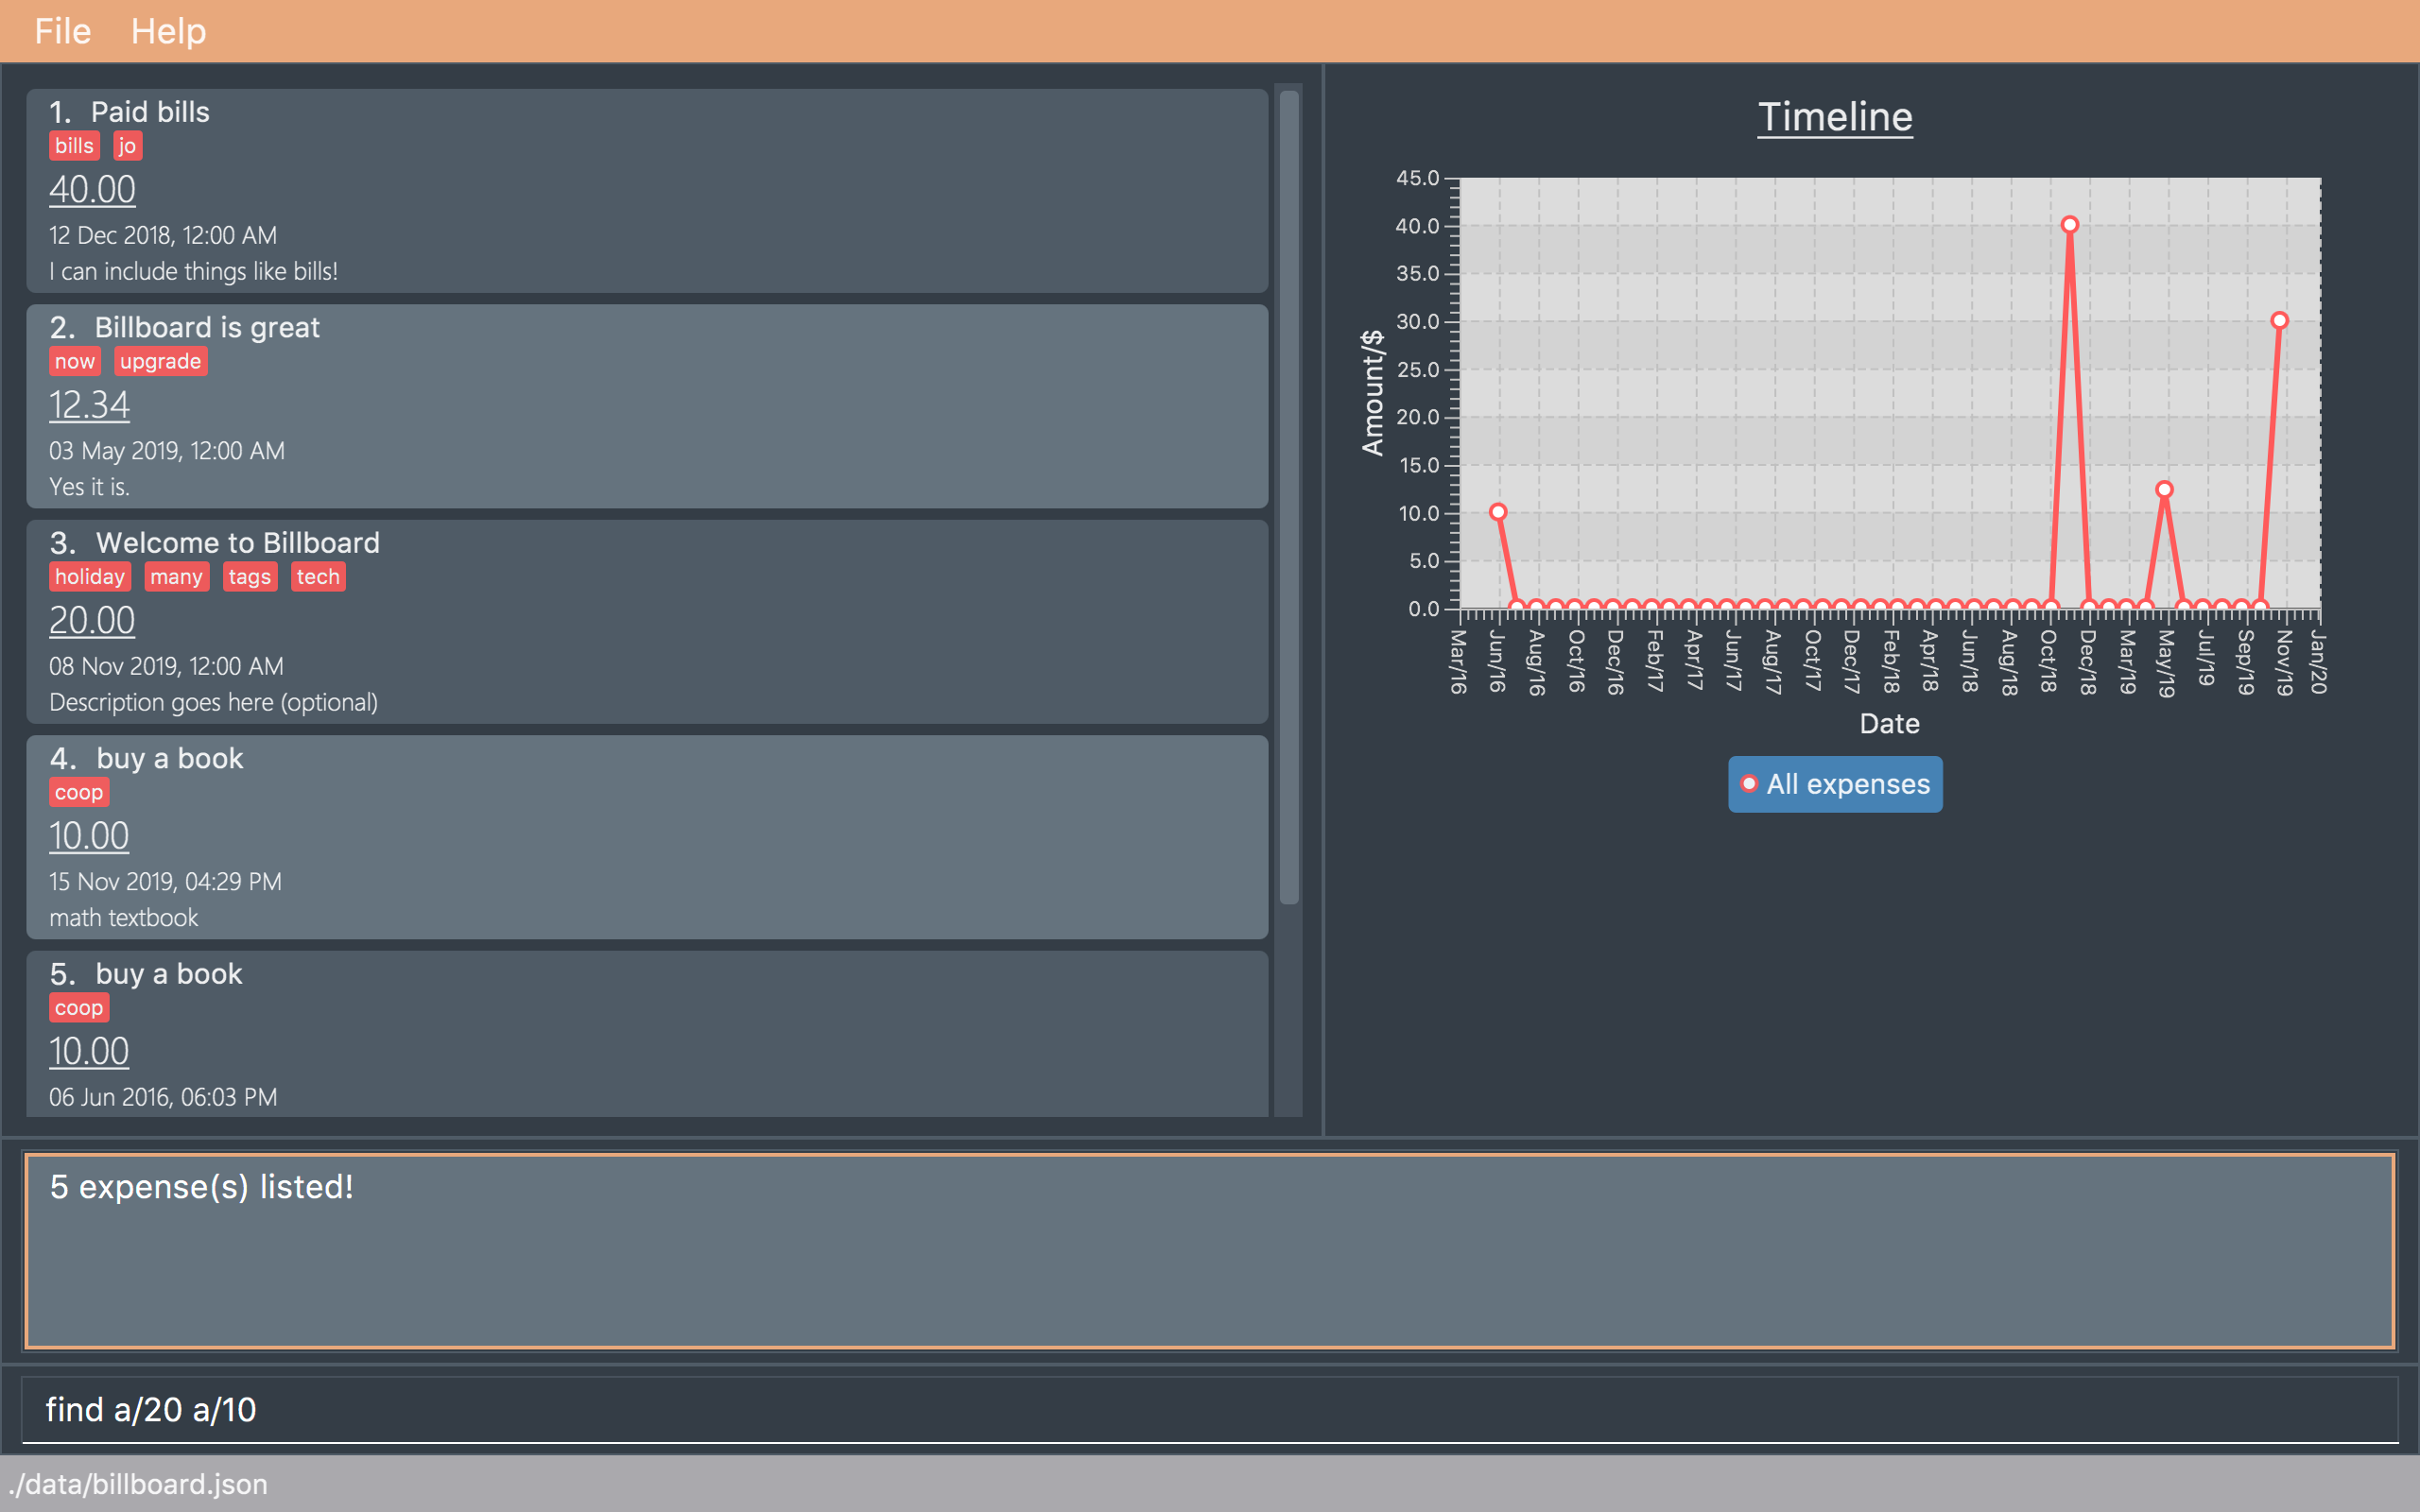 File Help
1. Paid bills
bills jo
40.00
12 Dec 2018, 12:00 AM
I can include things like bills!
2. Billboard is great
now upgrade
12.34
03 May 2019, 12:00 AM
Yes it is.
3. Welcome to Billboard
holiday many tags tech
20.00
08 Nov 2019, 12:00 AM
Description goes here (optional)
4. buy a book
coop
10.00
15 Nov 2019, 04:29 PM
math textbook
5. buy a book
coop
10.00
06 Jun 2016, 06:03 PM
Timeline
Amount/$
45.0
40.0
35.0
30.0
25.0
20.0
15.0
10.0
5.0
0.0
Mar/16 Jun/16 Aug/16 Oct/16 Dec/16 Feb/17 Apr/17 Jun/17 Aug/17 Oct/17 Dec/17 Feb/18 Apr/18 Jun/18 Aug/18 Oct/18 Dec/18 Mar/19 May/19 Jul/19 Sep/19 Nov/19 Jan/20
Date
All expenses
5 expense(s) listed!
find a/20 a/10
./data/billboard.json